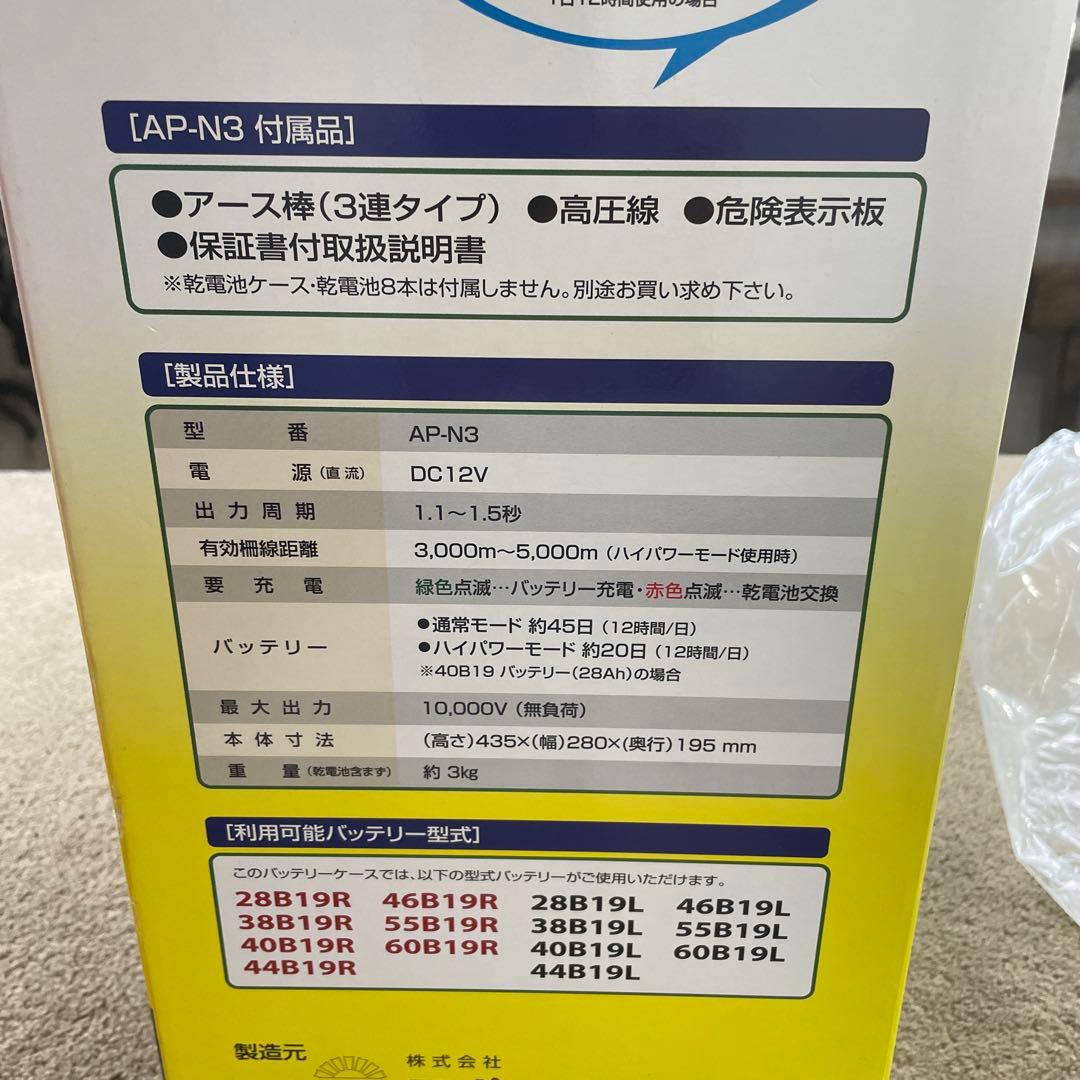 1日12時間使用の場合
[AP-N3 付属品]
●アース棒(3連タイプ) ●高圧線 ●危険表示板
●保証書付取扱説明書
※乾電池ケース・乾電池8本は付属しません。別途お買い求め下さい。
[製品仕様]
型番 AP-N3
電源(直流) DC12V
出力周期 1.1～1.5秒
有効柵線距離 3,000m～5,000m (ハイパワーモード使用時)
要充電 緑色点滅…バッテリー充電・赤色点滅…乾電池交換
バッテリー ●通常モード 約45日 (12時間/日)
●ハイパワーモード 約20日 (12時間/日)
※40B19 バッテリー(28Ah)の場合
最大出力 10,000V (無負荷)
本体寸法 (高さ)435×(幅)280×(奥行)195 mm
重量(乾電池含まず) 約 3kg
[利用可能バッテリー型式]
このバッテリーケースでは、以下の型式バッテリーがご使用いただけます。
28B19R 46B19R 28B19L 46B19L
38B19R 55B19R 38B19L 55B19L
40B19R 60B19R 40B19L 60B19L
44B19R 44B19L
製造元 株式会社